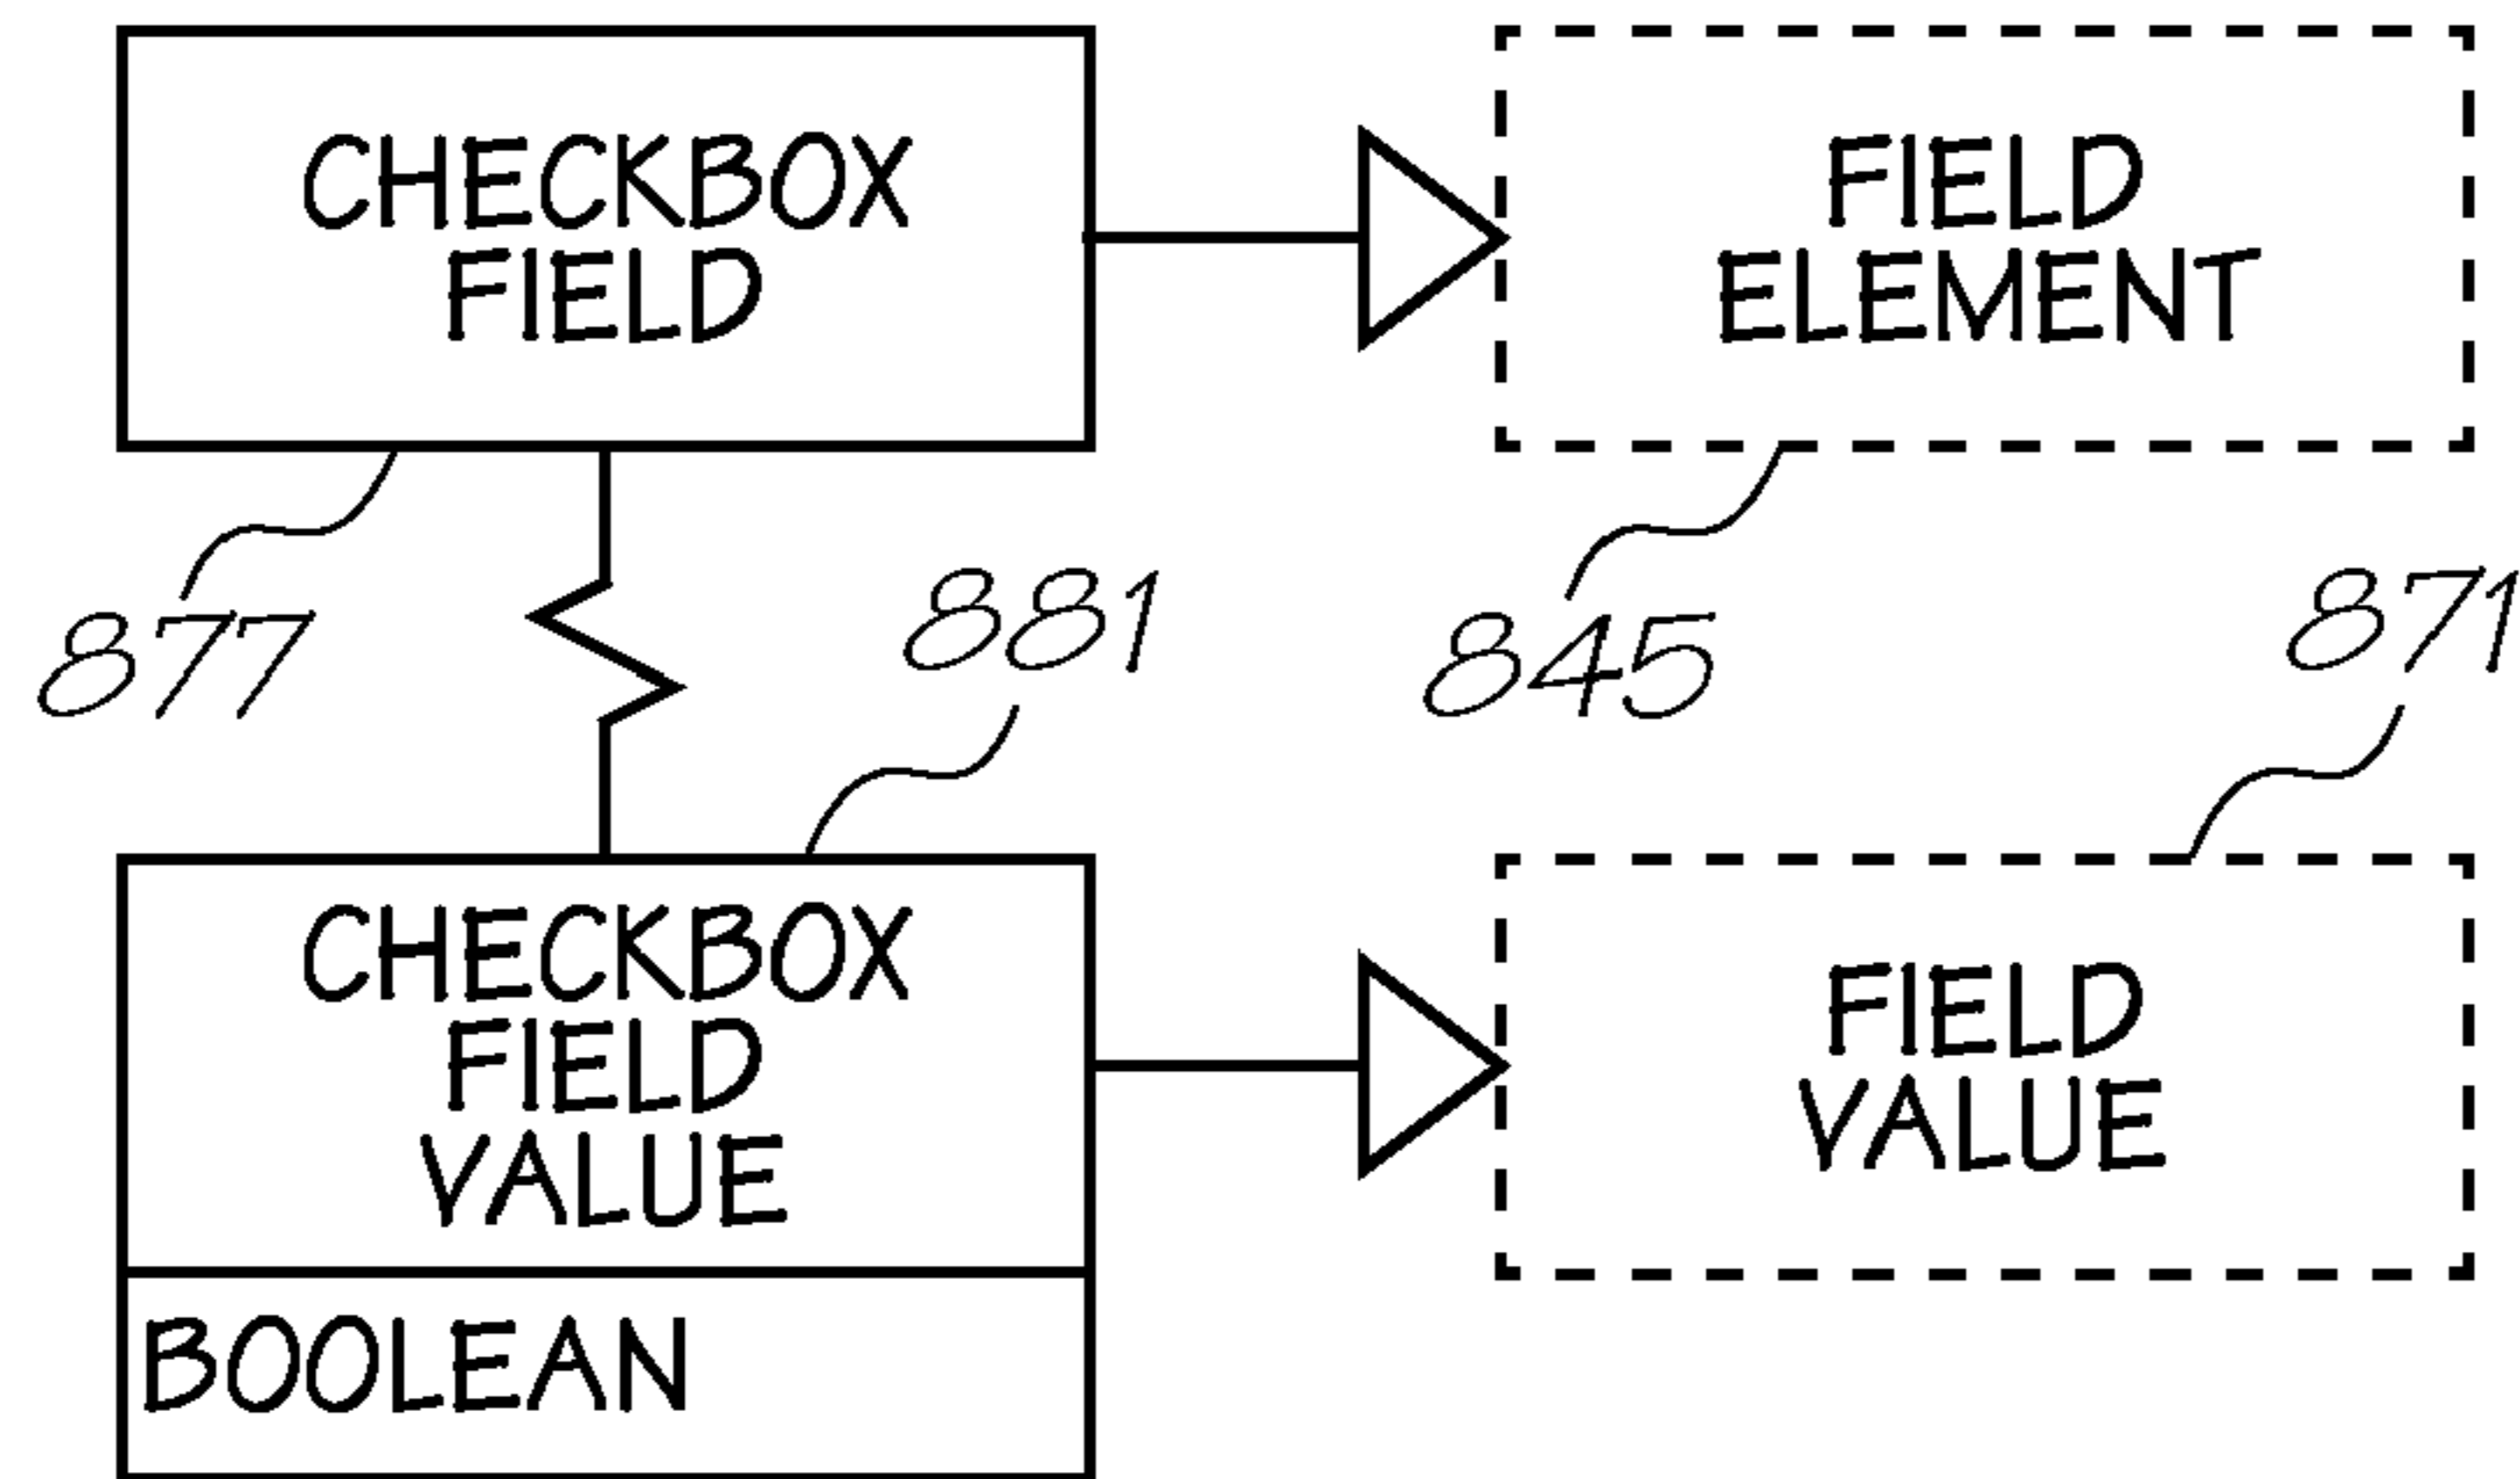 CHECKBOX
FIELD
FIELD
ELEMENT
877
881
845
871
CHECKBOX
FIELD
VALUE
FIELD
VALUE
BOOLEAN